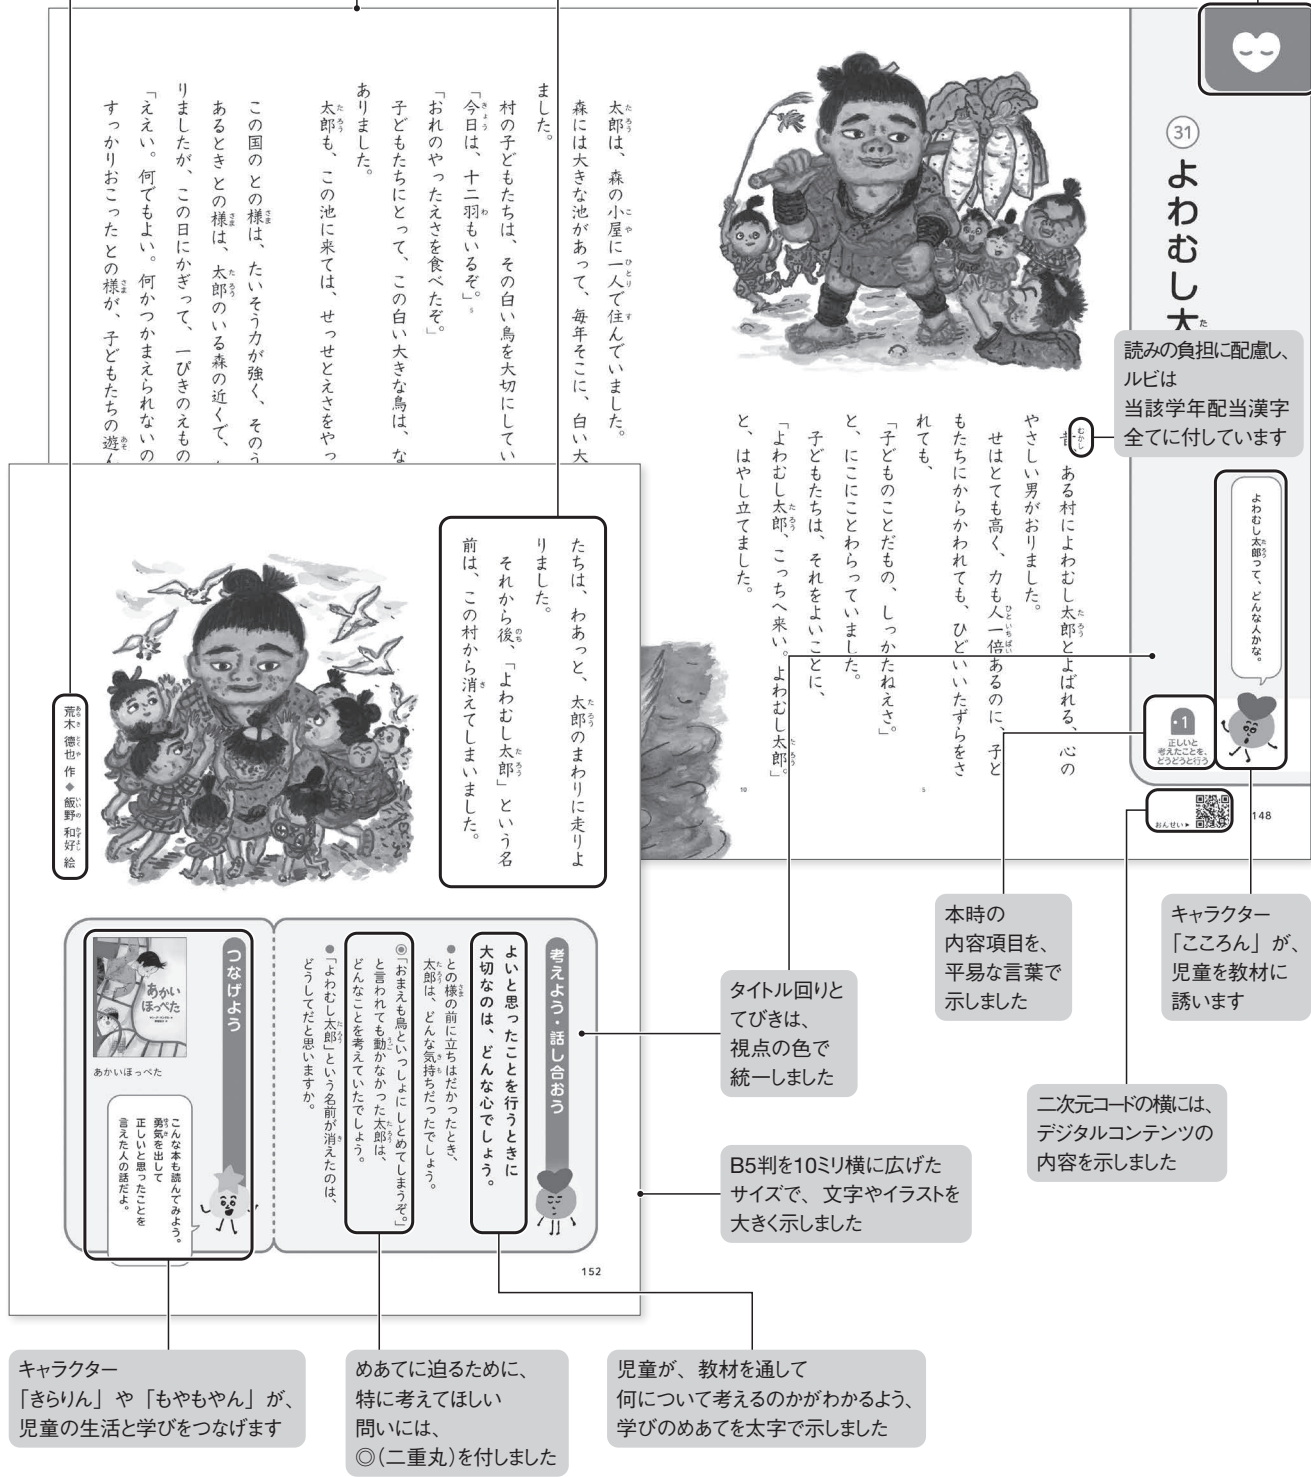 31
よわむし太
読みの負担に配慮し、
ルビは
当該学年配当漢字
全てに付しています
よわむし太郎って、どんな人かな。
・1
正しいと
考えたことを、
どうどうと行う
おんせい▶
148
むかし
昔、ある村によわむし太郎とよばれる、心の
やさしい男がおりました。
せはとても高く、力も人一倍あるのに、子ど
もたちにからかわれても、ひどいいたずらをさ
れても、
「子どものことだもの、しっかたねえさ。」
と、にこにことわらっていました。
子どもたちは、それをよいことに、
「よわむし太郎、こっちへ来い。よわむし太郎。」
と、はやし立てました。
5
10
太郎は、森の小屋に一人で住んでいました。
森には大きな池があって、毎年そこに、白い大
ました。
村の子どもたちは、その白い鳥を大切にしてい
「今日は、十二羽もいるぞ。」
5
「おれのやったえさを食べたぞ。」
子どもたちにとって、この白い大きな鳥は、な
ありました。
太郎も、この池に来ては、せっせとえさをやっ
この国の との様は、たいそう力が強く、そのう
あるとき との様は、太郎のいる森の近くで、
りましたが、この日にかぎって、一ぴきのえもの
「ええい。何でもよい。何かつかまえられないの
すっかりおこった との様が、子どもたちの遊ん
たちは、わあっと、太郎のまわりに走りよ
りました。
それから後、「よわむし太郎」という名
前は、この村から消えてしまいました。
荒木 徳也 作 ◆ 飯野 和好 絵
考えよう・話し合おう
よいと思ったことを行うときに
大切なのは、どんな心でしょう。
●との様の前に立ちはだかったとき、
太郎は、どんな気持ちだったでしょう。
◎「おまえも鳥といっしょにしとめてしまうぞ。」
と言われても動かなかった太郎は、
どんなことを考えていたでしょう。
●「よわむし太郎」という名前が消えたのは、
どうしてだと思いますか。
つなげよう
あかい
ほっぺた
あかいほっぺた
こんな本も読んでみよう。
勇気を出して
正しいと思ったことを
言えた人の話だよ。
152
本時の
内容項目を、
平易な言葉で
示しました
キャラクター
「こころん」が、
児童を教材に
誘います
タイトル回りと
てびきは、
視点の色で
統一しました
二次元コードの横には、
デジタルコンテンツの
内容を示しました
B5判を10ミリ横に広げた
サイズで、文字やイラストを
大きく示しました
キャラクター
「きらりん」や「もやもやん」が、
児童の生活と学びをつなげます
めあてに迫るために、
特に考えてほしい
問いには、
◎（二重丸）を付しました
児童が、教材を通して
何について考えるのかがわかるよう、
学びのめあてを太字で示しました